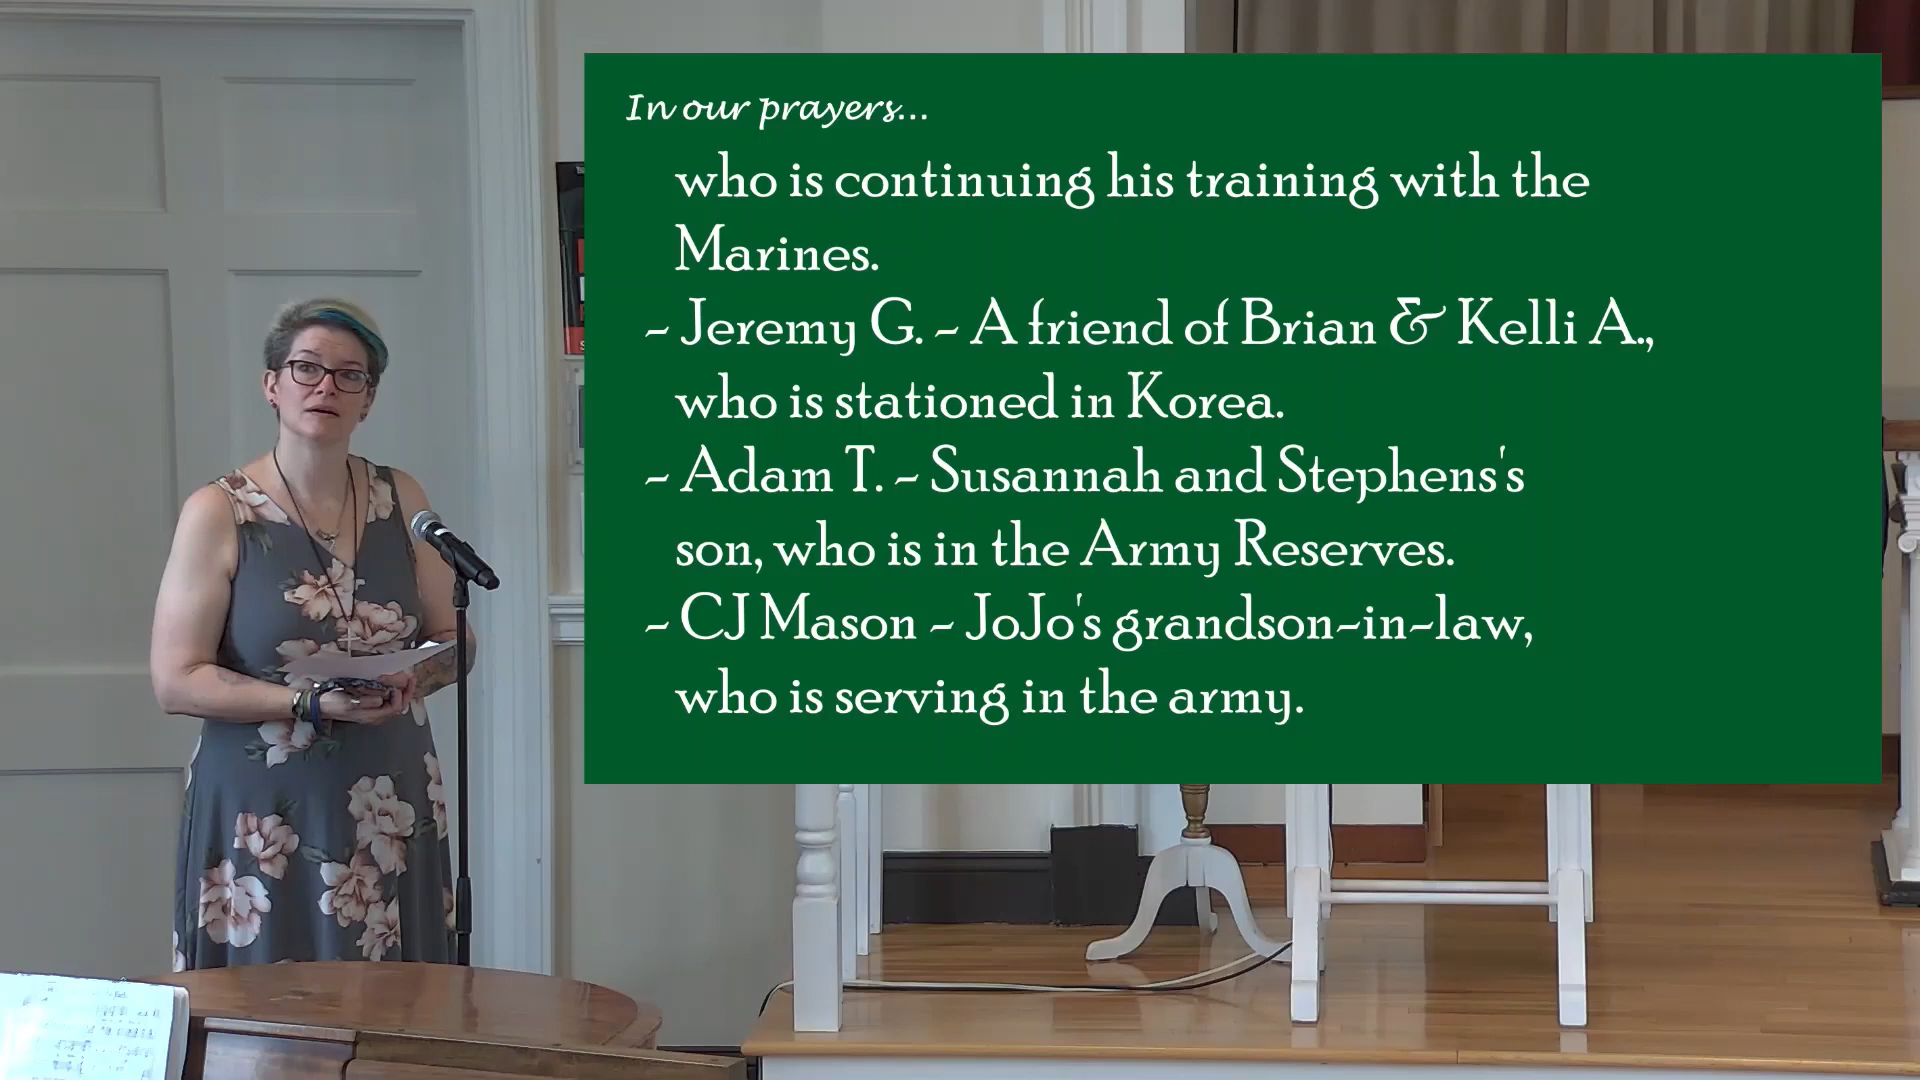 In our prayers...
who is continuing his training with the
Marines.
- Jeremy G. - A friend of Brian & Kelli A.,
who is stationed in Korea.
- Adam T. - Susannah and Stephens's
son, who is in the Army Reserves.
- CJ Mason - JoJo's grandson-in-law,
who is serving in the army.